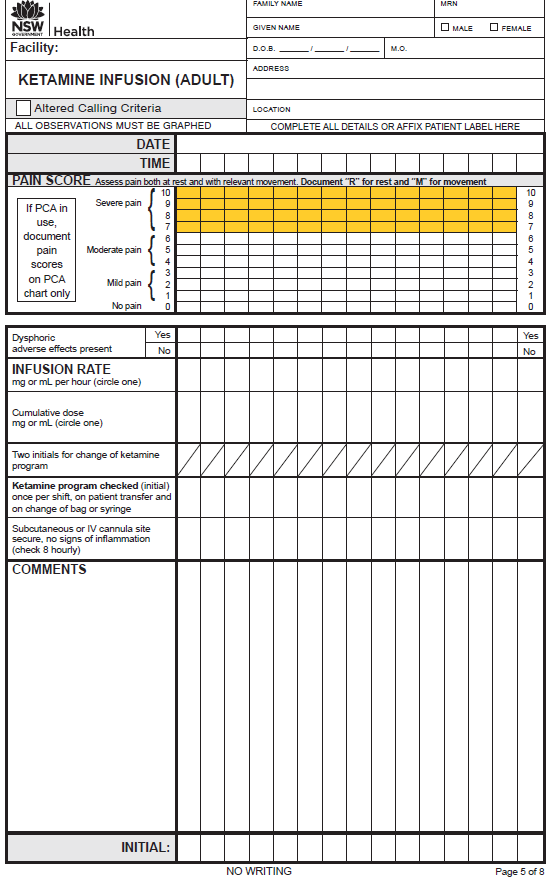 FAMILY NAME
MRN
NSW
GOVERNMENT
Health
GIVEN NAME
MALE
FEMALE
Facility:
D.O.B. ______ / ______ / ______
M.O.
ADDRESS
KETAMINE INFUSION (ADULT)
Altered Calling Criteria
LOCATION
ALL OBSERVATIONS MUST BE GRAPHED
COMPLETE ALL DETAILS OR AFFIX PATIENT LABEL HERE
DATE
TIME
PAIN SCORE Assess pain both at rest and with relevant movement. Document "R" for rest and "M" for movement
If PCA in
use,
document
pain
scores
on PCA
chart only
Severe pain
Moderate pain
Mild pain
No pain
10
9
8
7
6
5
4
3
2
1
0
10
9
8
7
6
5
4
3
2
1
0
Dysphoric
adverse effects present
Yes
No
Yes
No
INFUSION RATE
mg or mL per hour (circle one)
Cumulative dose
mg or mL (circle one)
Two initials for change of ketamine
program
Ketamine program checked (initial)
once per shift, on patient transfer and
on change of bag or syringe
Subcutaneous or IV cannula site
secure, no signs of inflammation
(check 8 hourly)
COMMENTS
INITIAL:
NO WRITING
Page 5 of 8